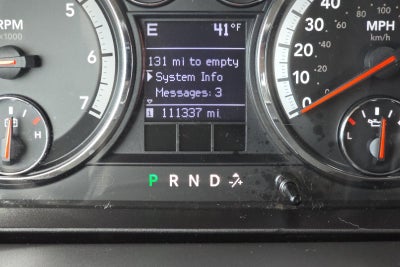 RPM
x1000
5
6
7
H
E 41°F
131 mi to empty
System Info
Messages: 3
111337 mi
P R N D -/+
40
30
20
10
0
MPH
km/h
L